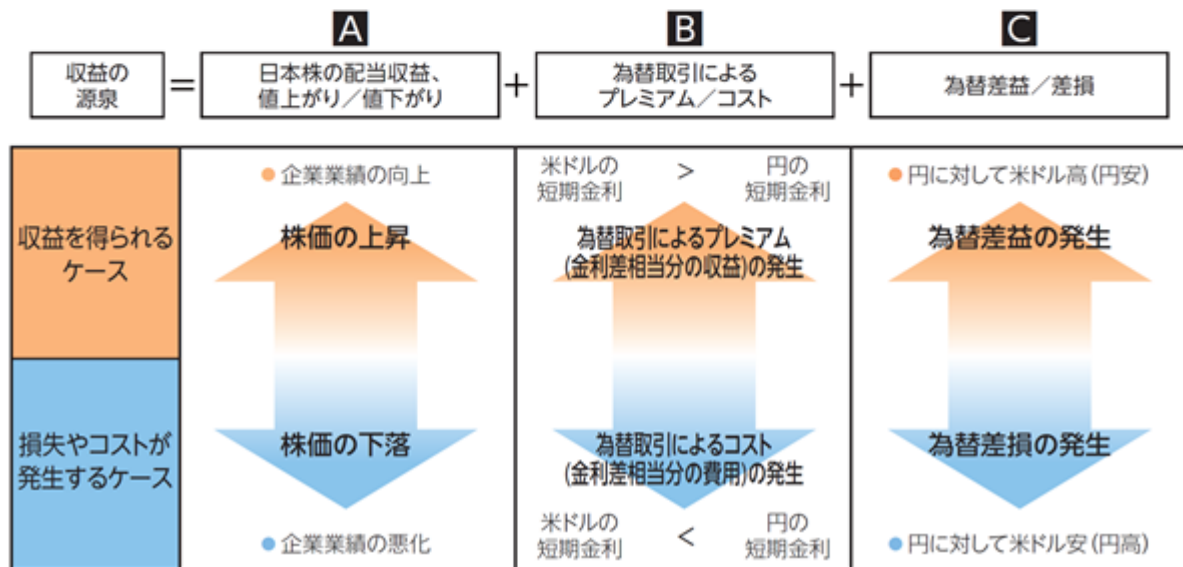 A
B
C
収益の
源泉
=
日本株の配当収益、
値上がり/値下がり
+
為替取引による
プレミアム/コスト
+
為替差益/差損
収益を得られる
ケース
●企業業績の向上
株価の上昇
米ドルの
短期金利
>
円の
短期金利
為替取引によるプレミアム
(金利差相当分の収益)の発生
●円に対して米ドル高(円安)
為替差益の発生
損失やコストが
発生するケース
株価の下落
●企業業績の悪化
為替取引によるコスト
(金利差相当分の費用)の発生
米ドルの
短期金利
<
円の
短期金利
為替差損の発生
●円に対して米ドル安(円高)